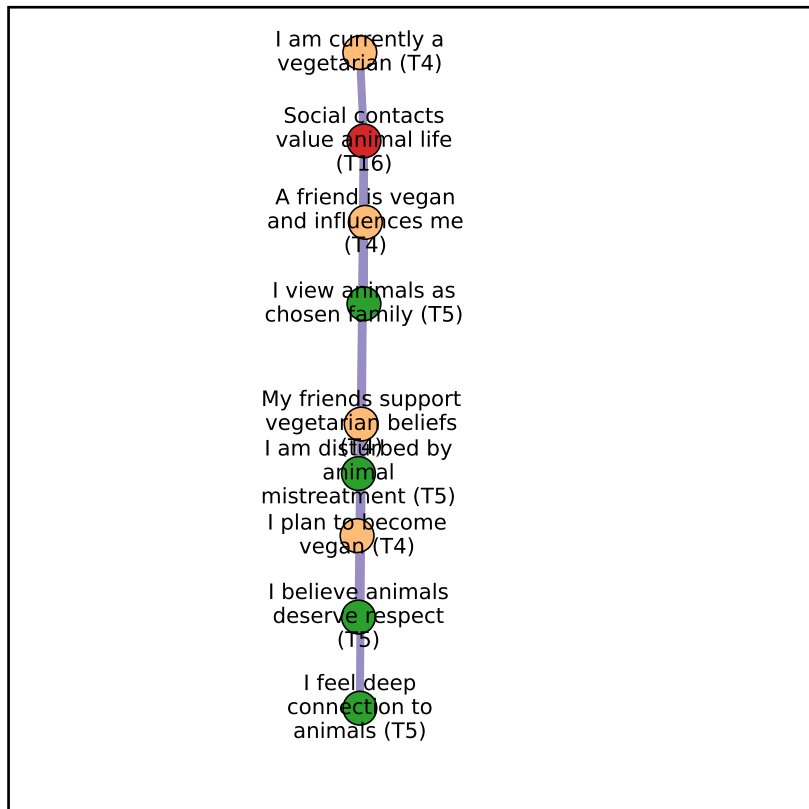 I am currently a
vegetarian (T4)
Social contacts
value animal life
(T16)
A friend is vegan
and influences me
(T4)
I view animals as
chosen family (T5)
My friends support
vegetarian beliefs
(T4)
I am disturbed by
animal
mistreatment (T5)
I plan to become
vegan (T4)
I believe animals
deserve respect
(T5)
I feel deep
connection to
animals (T5)